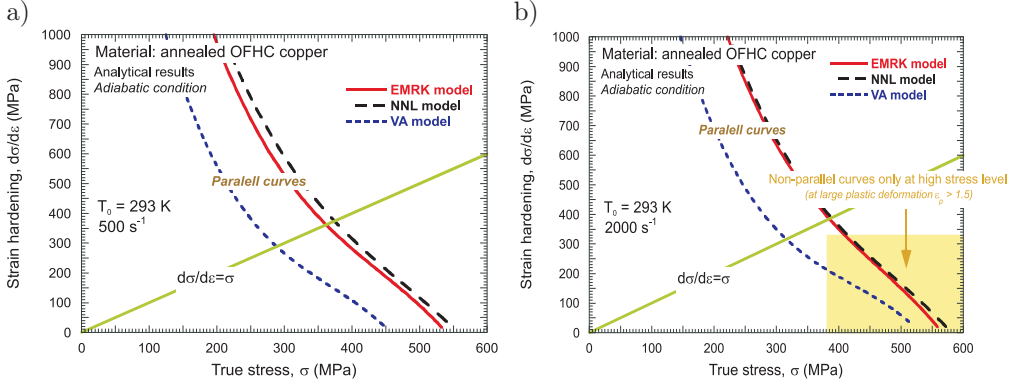 a)
Strain hardening, dσ/dε (MPa)
1000
900
800
700
600
500
400
300
200
100
0
Material: annealed OFHC copper
Analytical results
Adiabatic condition
EMRK model
NNL model
VA model
Paralell curves
T0 = 293 K
500 s-1
dσ/dε=σ
0 100 200 300 400 500 600
True stress, σ (MPa)
b)
Strain hardening, dσ/dε (MPa)
1000
900
800
700
600
500
400
300
200
100
0
Material: annealed OFHC copper
Analytical results
Adiabatic condition
EMRK model
NNL model
VA model
Paralell curves
Non-parallel curves only at high stress level
(at large plastic deformation εp > 1.5)
T0 = 293 K
2000 s-1
dσ/dε=σ
0 100 200 300 400 500 600
True stress, σ (MPa)